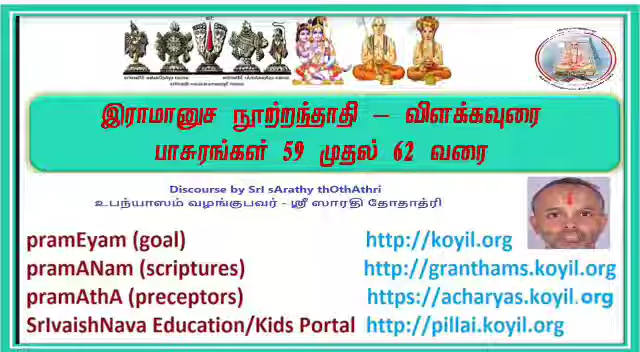 இராமானுச நூற்றந்தாதி – விளக்கவுரை
பாசுரங்கள் 59 முதல் 62 வரை
Discourse by SrI sArathy thOthAthri
உபந்யாஸம் வழங்குபவர் - ஸ்ரீ ஸாரதி தோதாத்ரி
pramEyam (goal) http://koyil.org
pramANam (scriptures) http://granthams.koyil.org
pramAthA (preceptors) https://acharyas.koyil.org
SrIvaishNava Education/Kids Portal http://pillai.koyil.org